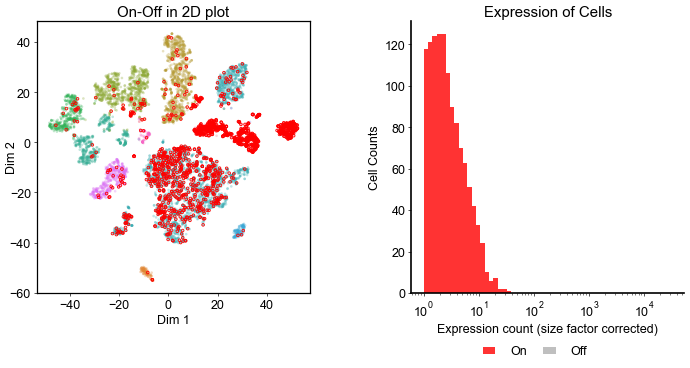 On-Off in 2D plot
40
20
0
−20
−40
−60
−40
−20
0
20
40
Dim 2
Dim 1
Expression of Cells
120
100
80
60
40
20
0
Cell Counts
10^0
10^1
10^2
10^3
10^4
Expression count (size factor corrected)
On
Off